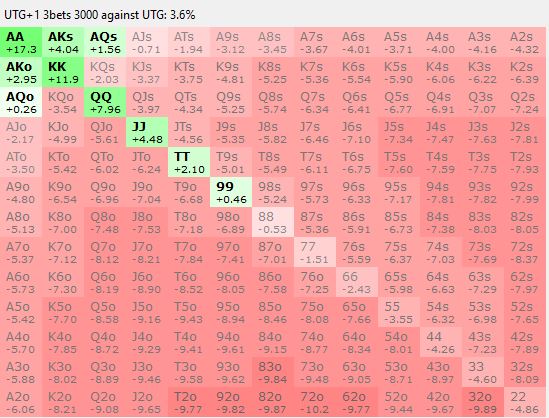 UTG+1 3bets 3000 against UTG: 3.6%
AA AKs AQs AJs ATs A9s A8s A7s A6s A5s A4s A3s A2s
+17.3 +4.04 +1.56 -0.71 -1.94 -3.12 -3.45 -3.67 -4.01 -3.71 -4.00 -4.16 -4.32
AKo KK KQs KJs KTs K9s K8s K7s K6s K5s K4s K3s K2s
+2.95 +11.9 -2.03 -3.37 -3.75 -4.81 -5.25 -5.36 -5.54 -5.90 -6.06 -6.22 -6.39
AQo KQo QQ QJs QTs Q9s Q8s Q7s Q6s Q5s Q4s Q3s Q2s
+0.26 -3.54 +7.96 -3.97 -4.34 -5.25 -5.74 -6.34 -6.41 -6.77 -6.91 -7.07 -7.24
AJo KJo QJo JJ JTs J9s J8s J7s J6s J5s J4s J3s J2s
-2.17 -4.99 -5.61 +4.48 -4.56 -5.35 -5.82 -6.46 -7.10 -7.34 -7.47 -7.63 -7.81
ATo KTo QTo JTo TT T9s T8s T7s T6s T5s T4s T3s T2s
-3.50 -5.42 -6.02 -6.24 +2.10 -5.01 -5.49 -6.11 -6.75 -7.60 -7.59 -7.75 -7.93
A9o K9o Q9o J9o T9o 99 98s 97s 96s 95s 94s 93s 92s
-4.80 -6.54 -6.96 -7.04 -6.68 +0.46 -5.24 -5.73 -6.33 -7.17 -7.81 -7.82 -7.99
A8o K8o Q8o J8o T8o 98o 88 87s 86s 85s 84s 83s 82s
-5.13 -7.00 -7.48 -7.53 -7.18 -6.89 -0.53 -5.36 -5.91 -6.73 -7.38 -8.03 -8.05
A7o K7o Q7o J7o T7o 97o 87o 77 76s 75s 74s 73s 72s
-5.37 -7.12 -8.12 -8.21 -7.84 -7.41 -7.01 -1.51 -5.59 -6.37 -7.03 -7.69 -8.37
A6o K6o Q6o J6o T6o 96o 86o 76o 66 65s 64s 63s 62s
-5.73 -7.30 -8.19 -8.90 -8.52 -8.05 -7.58 -7.25 -2.43 -5.98 -6.63 -7.29 -7.97
A5o K5o Q5o J5o T5o 95o 85o 75o 65o 55 54s 53s 52s
-5.42 -7.70 -8.58 -9.16 -9.43 -8.94 -8.46 -8.08 -7.66 -3.55 -6.32 -6.98 -7.65
A4o K4o Q4o J4o T4o 94o 84o 74o 64o 54o 44 43s 42s
-5.70 -7.85 -8.72 -9.29 -9.41 -9.61 -9.15 -8.77 -8.34 -8.01 -4.26 -7.23 -7.89
A3o K3o Q3o J3o T3o 93o 83o 73o 63o 53o 43o 33 32s
-5.88 -8.02 -8.89 -9.46 -9.58 -9.62 -9.84 -9.48 -9.05 -8.71 -8.97 -4.60 -8.09
A2o K2o Q2o J2o T2o 92o 82o 72o 62o 52o 42o 32o 22
-6.06 -8.21 -9.08 -9.65 -9.77 -9.82 -9.87 -10.2 -9.77 -9.44 -9.67 -9.89 -4.86